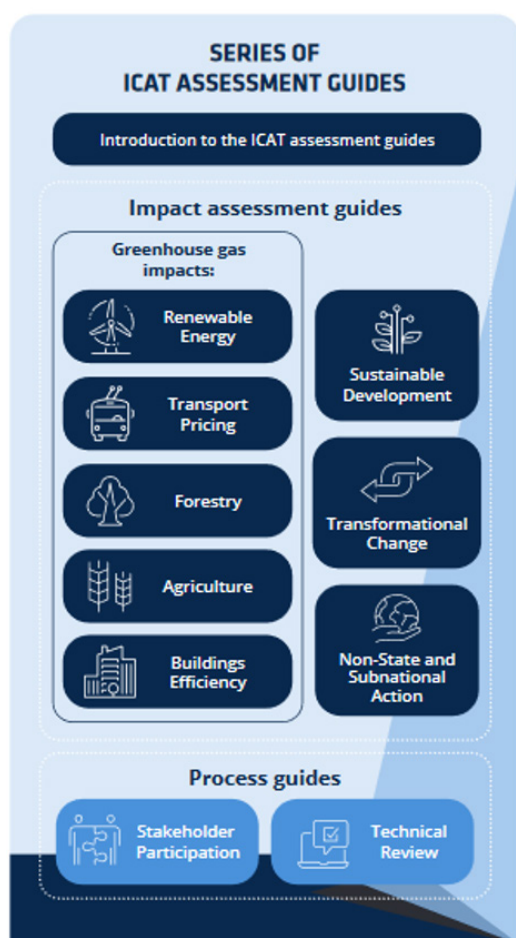 SERIES OF
ICAT ASSESSMENT GUIDES
Introduction to the ICAT assessment guides
Impact assessment guides
Greenhouse gas
impacts:
Renewable
Energy
Transport
Pricing
Forestry
Agriculture
Buildings
Efficiency
Sustainable
Development
Transformational
Change
Non-State and
Subnational
Action
Process guides
Stakeholder
Participation
Technical
Review